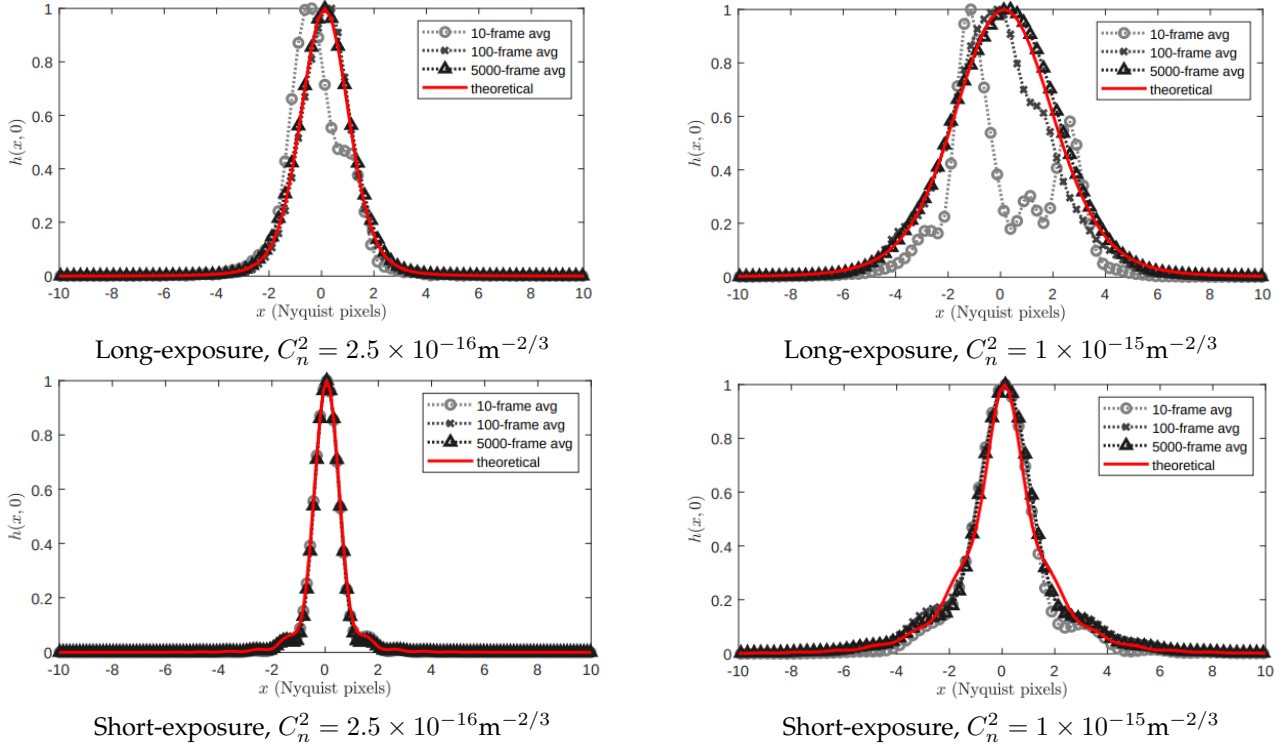 1
0.8
0.6
0.4
0.2
0
h(x, 0)
10-frame avg
100-frame avg
5000-frame avg
theoretical
-10 -8 -6 -4 -2 0 2 4 6 8 10
x (Nyquist pixels)
Long-exposure, C_n^2 = 2.5 × 10^{-16}m^{-2/3}
1
0.8
0.6
0.4
0.2
0
h(x, 0)
10-frame avg
100-frame avg
5000-frame avg
theoretical
-10 -8 -6 -4 -2 0 2 4 6 8 10
x (Nyquist pixels)
Long-exposure, C_n^2 = 1 × 10^{-15}m^{-2/3}
1
0.8
0.6
0.4
0.2
0
h(x, 0)
10-frame avg
100-frame avg
5000-frame avg
theoretical
-10 -8 -6 -4 -2 0 2 4 6 8 10
x (Nyquist pixels)
Short-exposure, C_n^2 = 2.5 × 10^{-16}m^{-2/3}
1
0.8
0.6
0.4
0.2
0
h(x, 0)
10-frame avg
100-frame avg
5000-frame avg
theoretical
-10 -8 -6 -4 -2 0 2 4 6 8 10
x (Nyquist pixels)
Short-exposure, C_n^2 = 1 × 10^{-15}m^{-2/3}